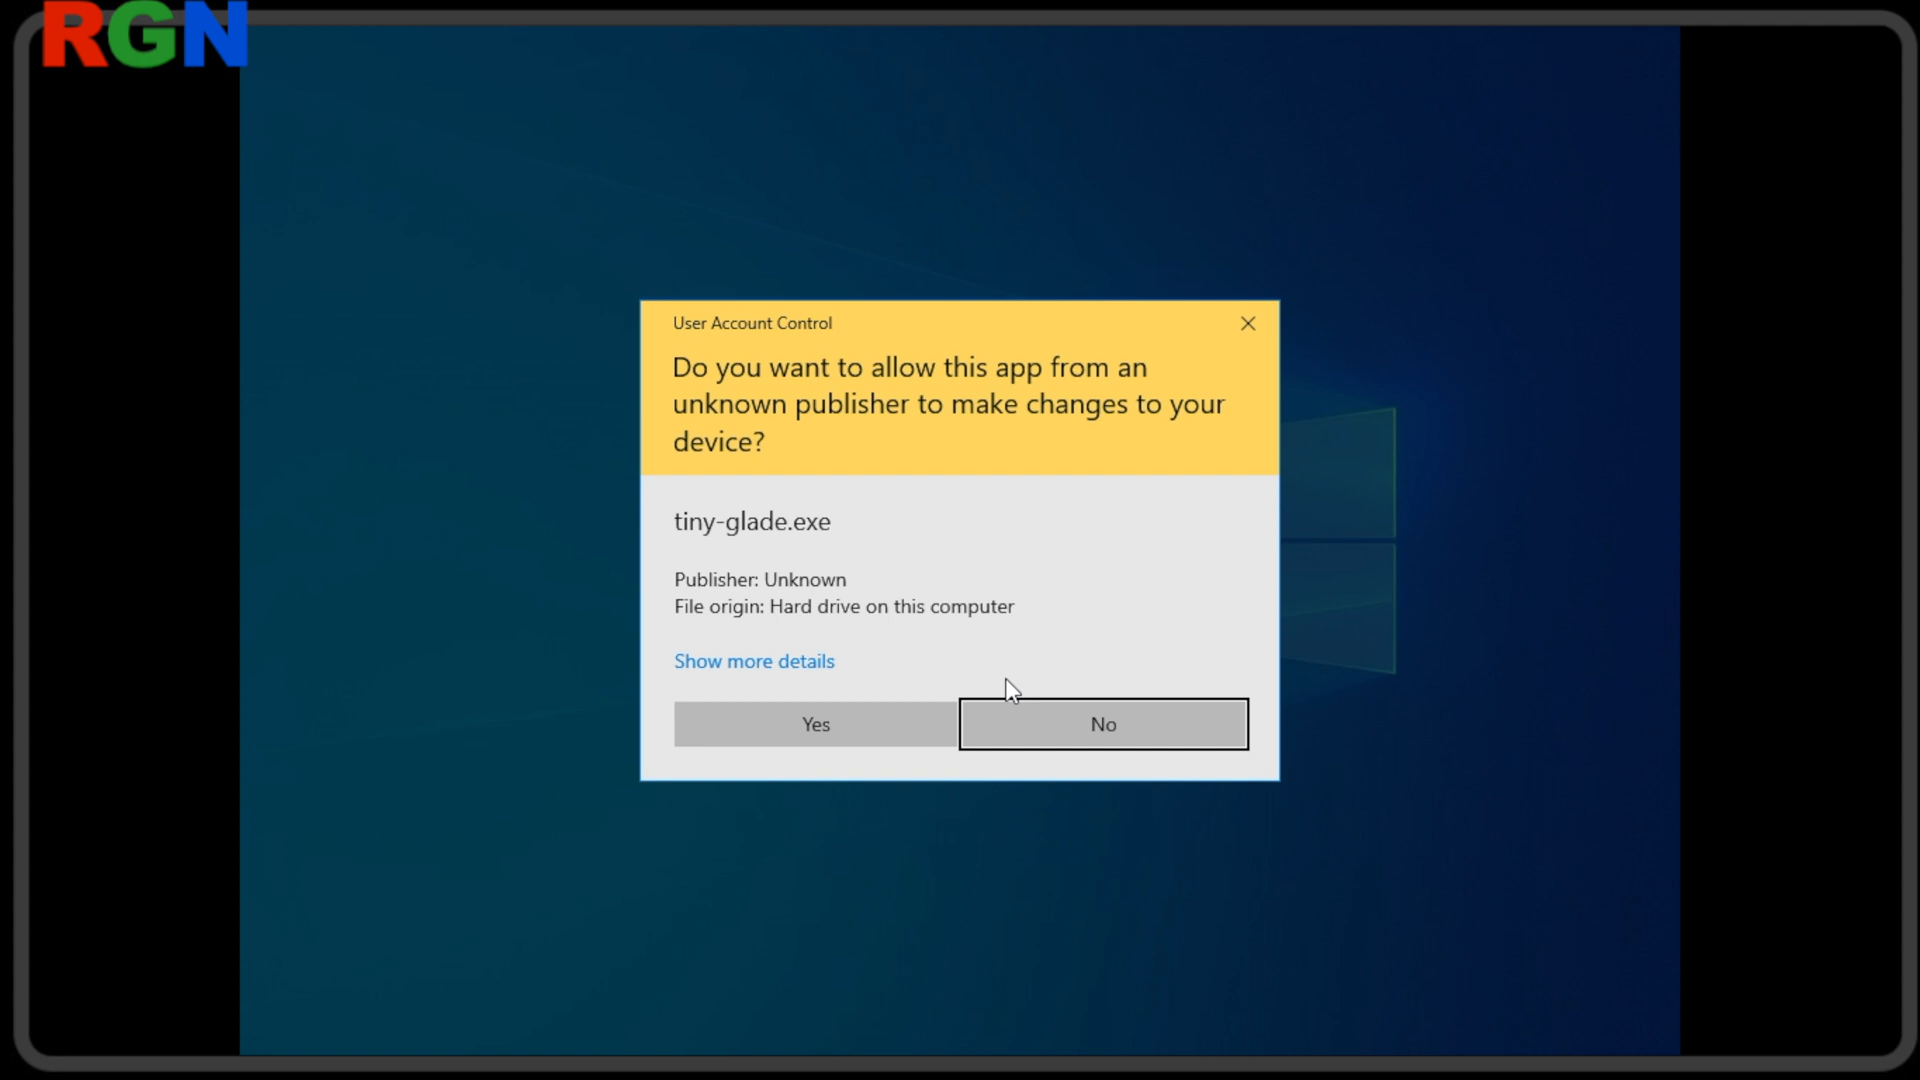 RGN
User Account Control
Do you want to allow this app from an
unknown publisher to make changes to your
device?
tiny-glade.exe
Publisher: Unknown
File origin: Hard drive on this computer
Show more details
Yes
No